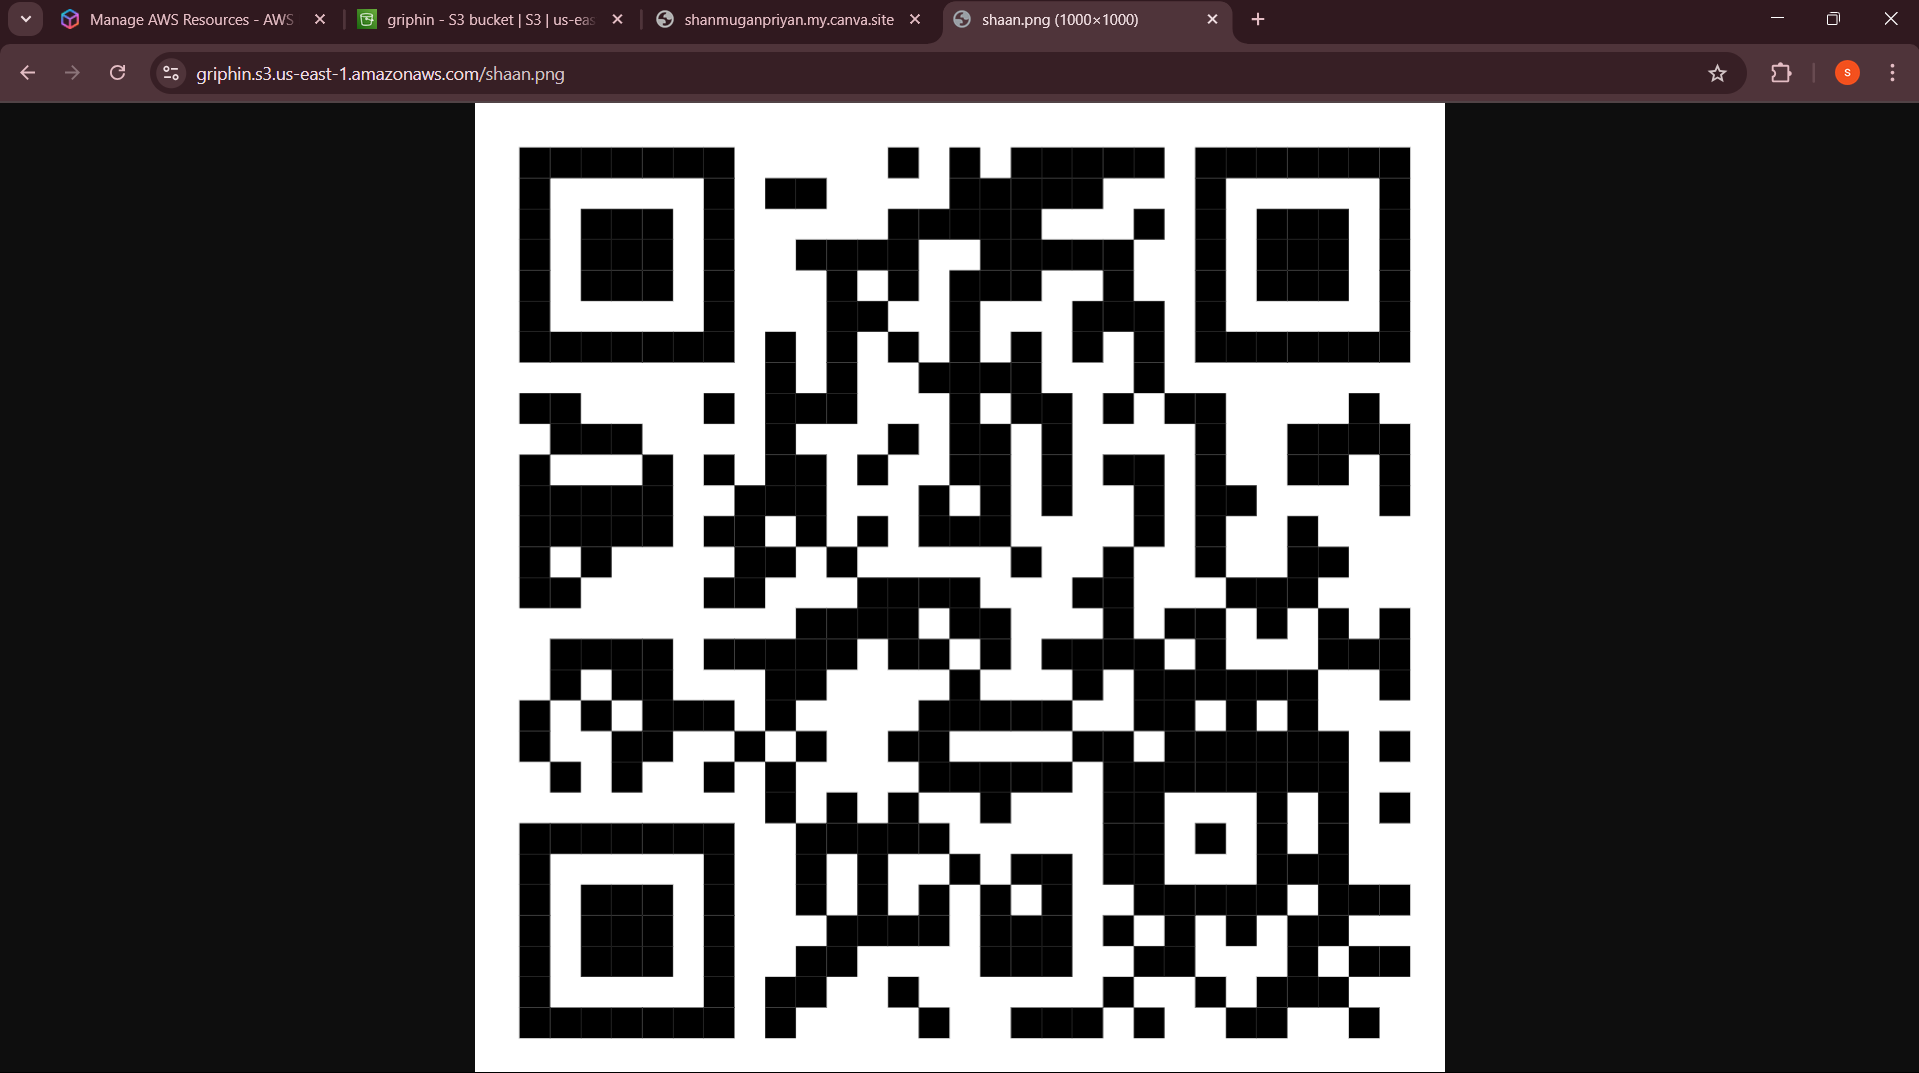 Manage AWS Resources - AWS
griphin - S3 bucket | S3 | us-eas
shanmuganpriyan.my.canva.site
shaan.png (1000×1000)
griphin.s3.us-east-1.amazonaws.com/shaan.png
S